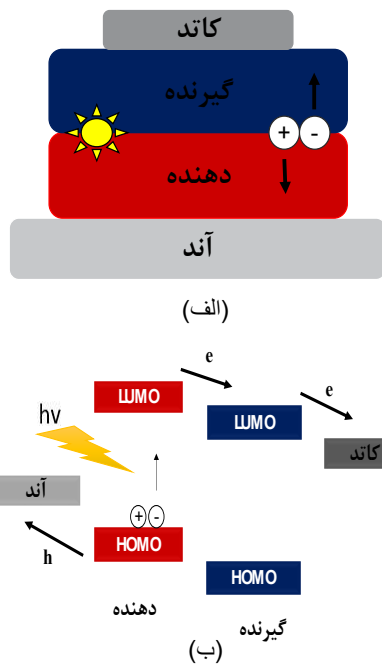 کاتد
گیرنده
+ -
دهنده
آند
(الف)
e
LUMO
e
hν
LUMO
کاتد
آند
+ -
HOMO
h
HOMO
دهنده
گیرنده
(ب)